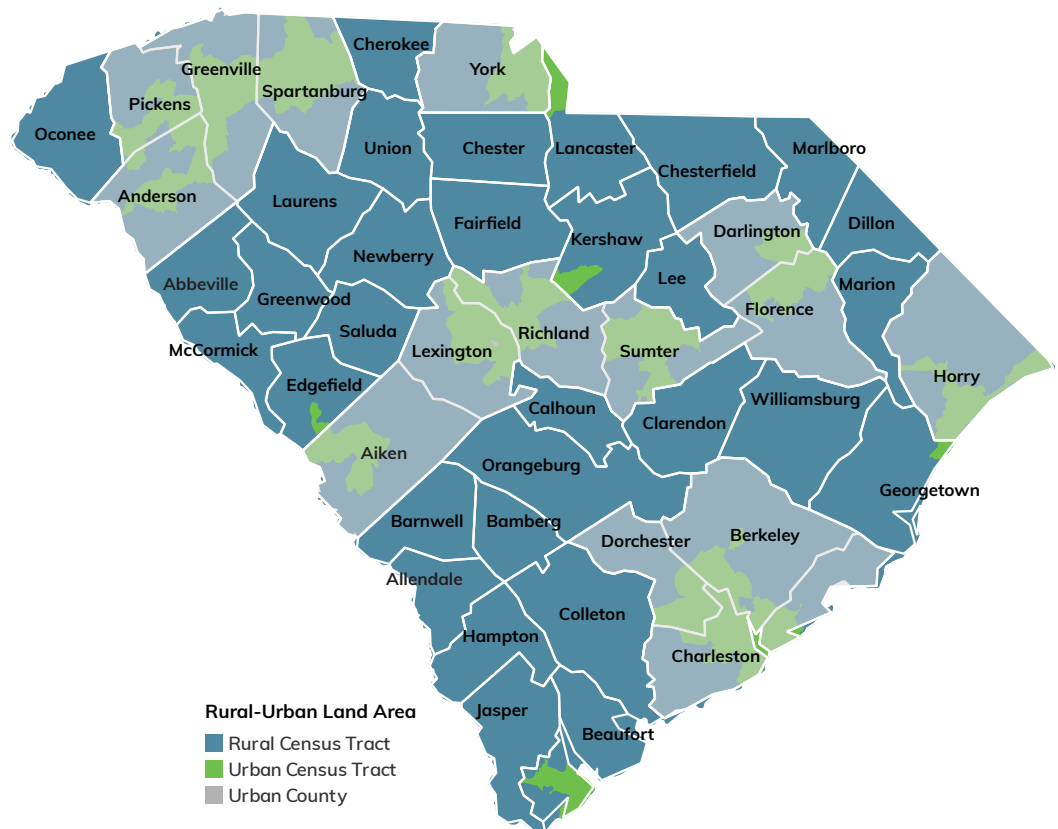 Cherokee
Greenville
York
Spartanburg
Pickens
Oconee
Union
Chester
Lancaster
Marlboro
Chesterfield
Anderson
Laurens
Fairfield
Darlington
Dillon
Kershaw
Newberry
Lee
Abbeville
Marion
Greenwood
Florence
Saluda
Richland
McCormick
Lexington
Sumter
Horry
Edgefield
Williamsburg
Calhoun
Clarendon
Aiken
Orangeburg
Georgetown
Barnwell
Bamberg
Berkeley
Dorchester
Allendale
Colleton
Hampton
Charleston
Jasper
Beaufort
Rural-Urban Land Area
Rural Census Tract
Urban Census Tract
Urban County